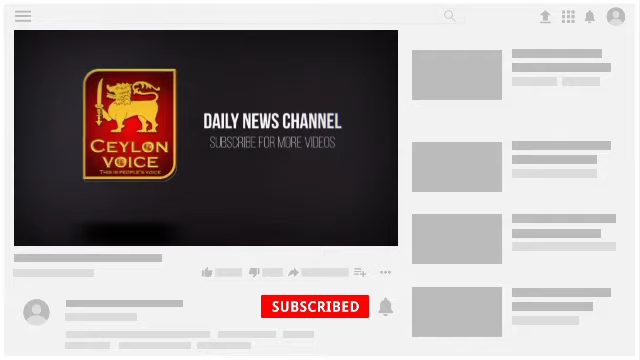 DAILY NEWS CHANNEL
SUBSCRIBE FOR MORE VIDEOS
CEYLON
VOICE
THIS IS PEOPLE'S VOICE
SUBSCRIBED